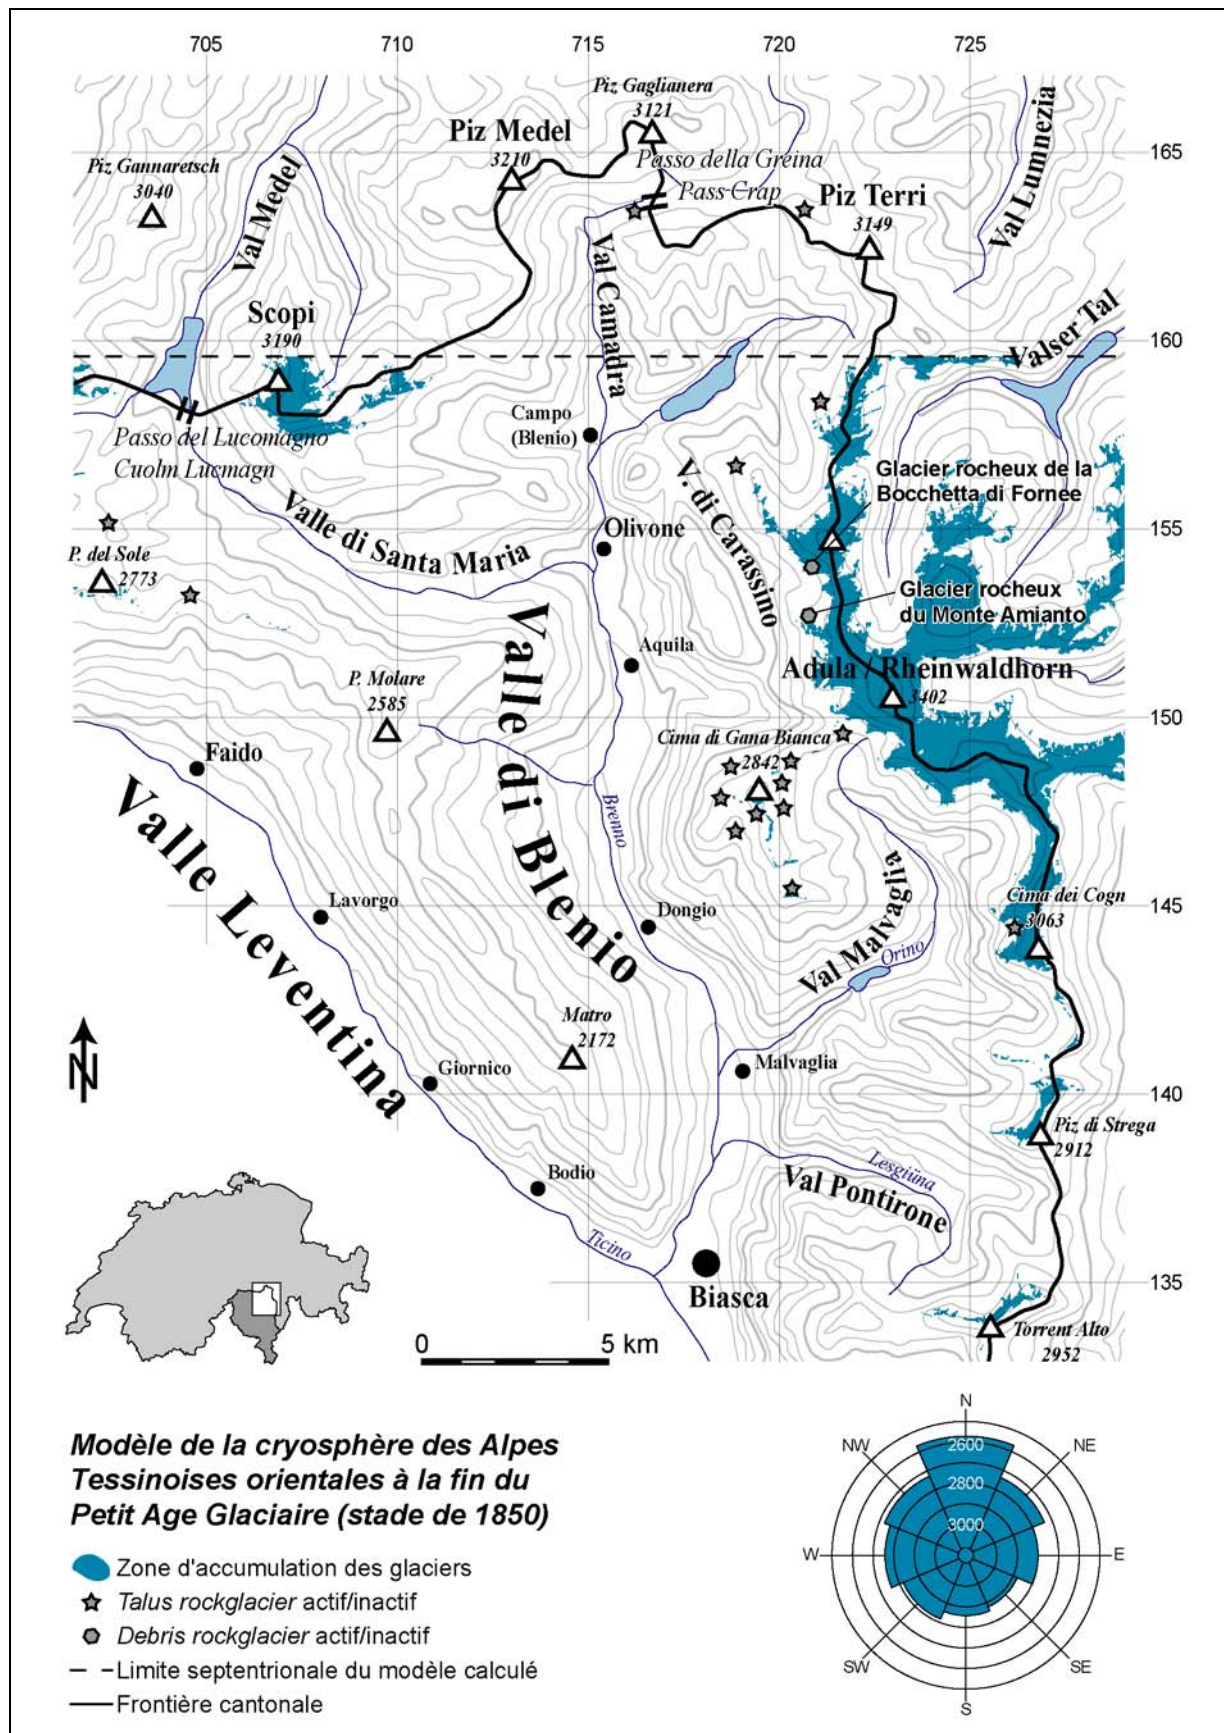 705
710
715
720
725
Piz Gaglianera
3121
Piz Medel
3210
Passo della Greina
Pass Crap
165
Piz Gannaretsch
3040
Val Medel
Piz Terri
3149
Val Lumnezia
Val Camadra
Scopi
3190
Valser Tal
160
Campo
(Blenio)
Passo del Lucomagno
Cuolm Lucmagn
Glacier rocheux de la
Bocchetta di Fornee
V. di Carassino
Valle di Santa Maria
Olivone
155
P. del Sole
2773
Glacier rocheux
du Monte Amianto
Valle di Blenio
Aquila
Adula / Rheinwaldhorn
3402
P. Molare
2585
150
Cima di Gana Bianca
2842
Faido
Brenno
Valle Leventina
Lavorgo
Dongio
Val Malvaglia
Orino
Cima dei Cogn
3063
145
Matro
2172
Giornico
Malvaglia
140
N
Piz di Strega
2912
Bodio
Lesgiüna
Val Pontirone
Ticino
Biasca
135
0 5 km
Torrent Alto
2952
Modèle de la cryosphère des Alpes
Tessinoises orientales à la fin du
Petit Age Glaciaire (stade de 1850)
Zone d'accumulation des glaciers
Talus rockglacier actif/inactif
Debris rockglacier actif/inactif
Limite septentrionale du modèle calculé
Frontière cantonale
N
NW
NE
2600
2800
3000
W
E
SW
SE
S